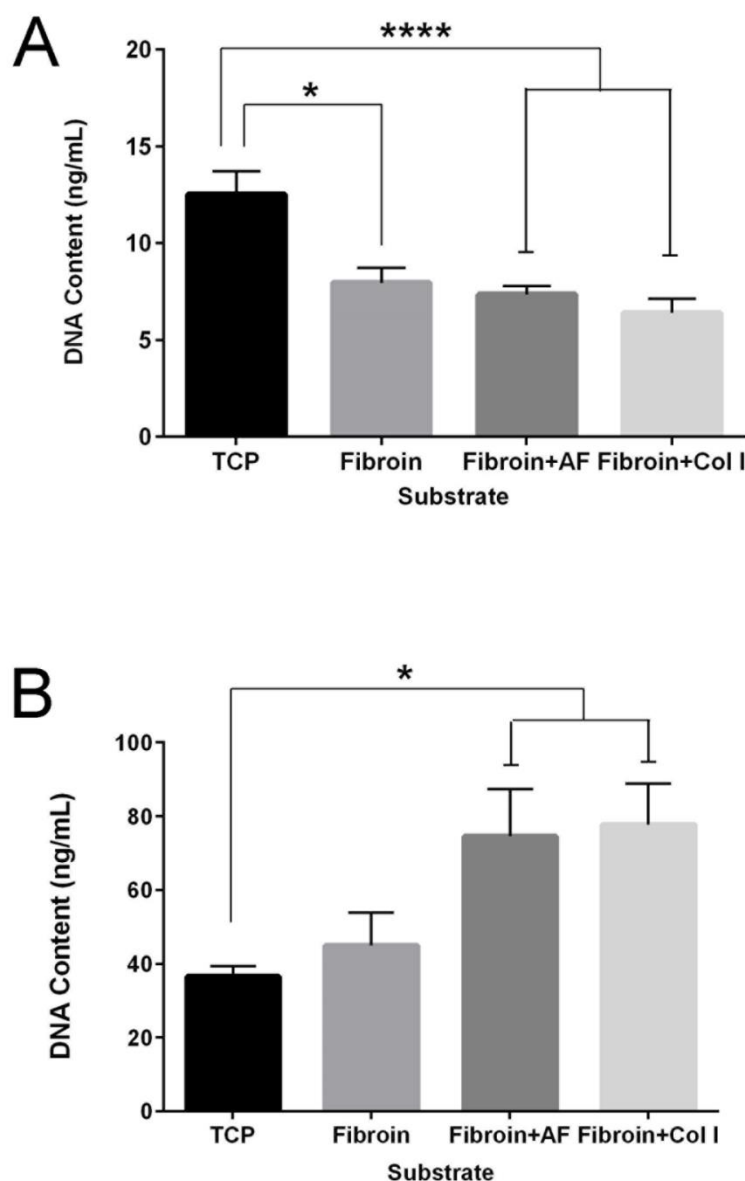 A
****
*
20
15
10
5
0
DNA Content (ng/mL)
TCP Fibroin Fibroin+AF Fibroin+Col I
Substrate
B
*
100
80
60
40
20
0
DNA Content (ng/mL)
TCP Fibroin Fibroin+AF Fibroin+Col I
Substrate